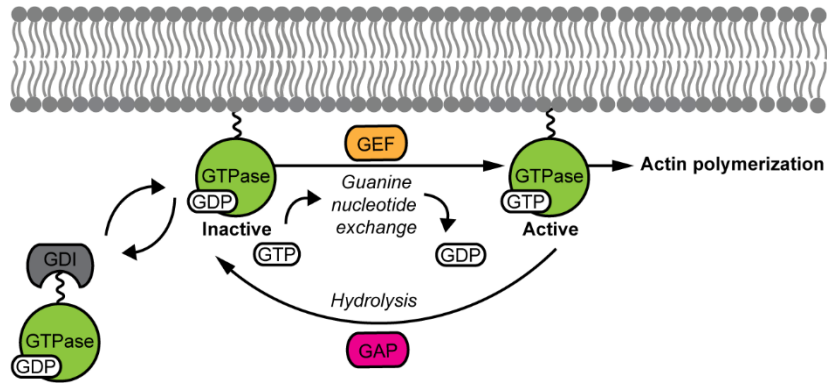 GEF
GTPase
GDP
Inactive
Guanine
nucleotide
exchange
GTP
GDP
GTPase
GTP
Active
Actin polymerization
GDI
GTPase
GDP
Hydrolysis
GAP